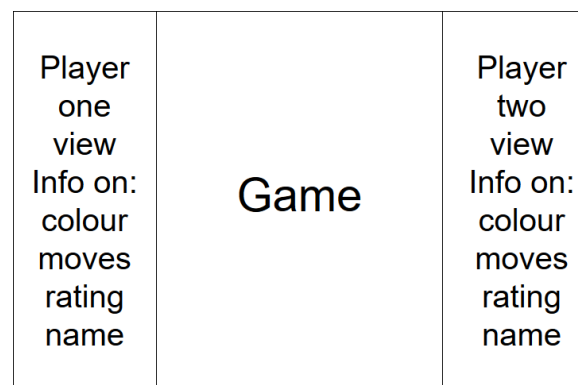 Player
one
view
Info on:
colour
moves
rating
name
Game
Player
two
view
Info on:
colour
moves
rating
name